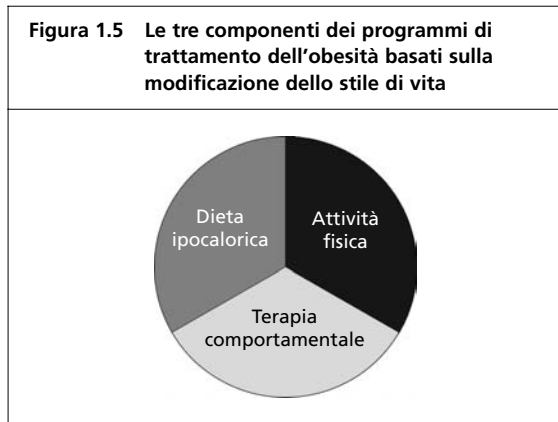 Figura 1.5 Le tre componenti dei programmi di
trattamento dell'obesità basati sulla
modificazione dello stile di vita
Dieta
ipocalorica
Attività
fisica
Terapia
comportamentale